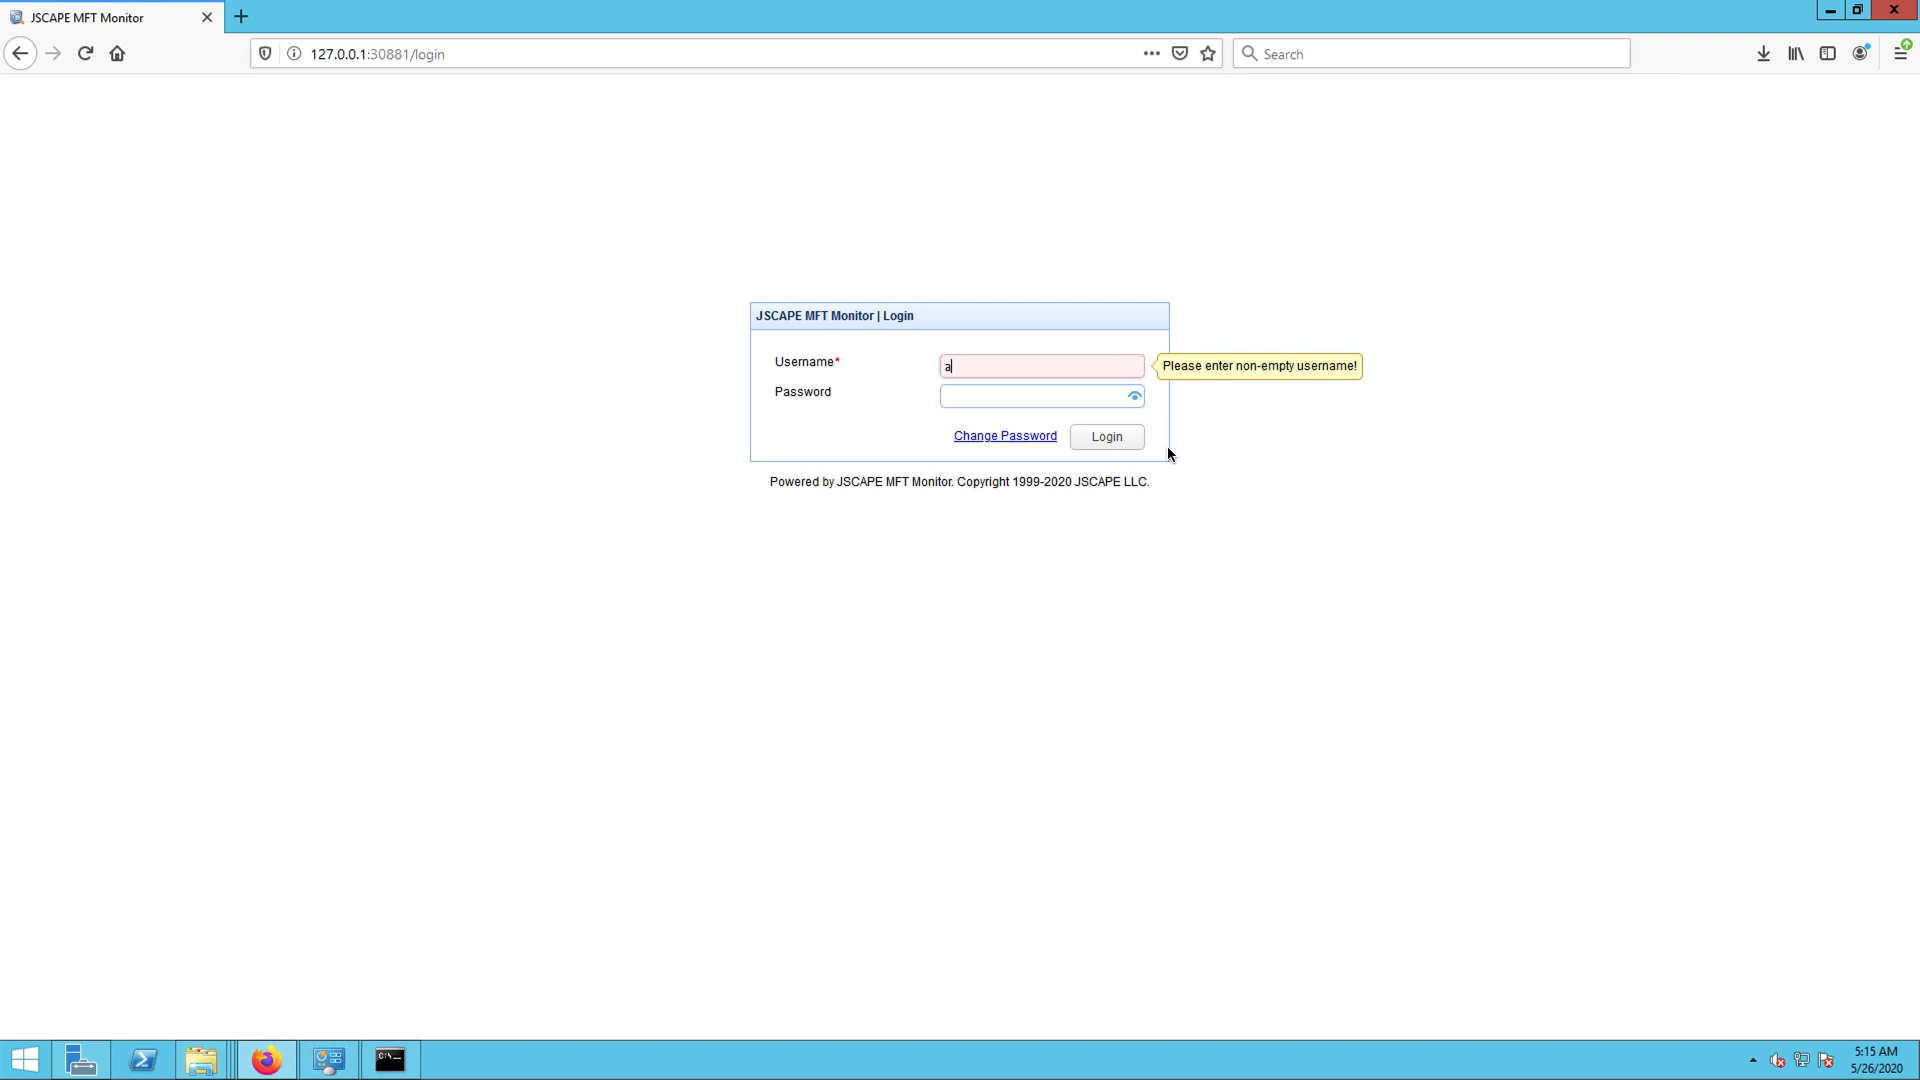 JSCAPE MFT Monitor
127.0.0.1:30881/login
Search
JSCAPE MFT Monitor | Login
Username*
a
Please enter non-empty username!
Password
Change Password
Login
Powered by JSCAPE MFT Monitor. Copyright 1999-2020 JSCAPE LLC.
5:15 AM
5/26/2020